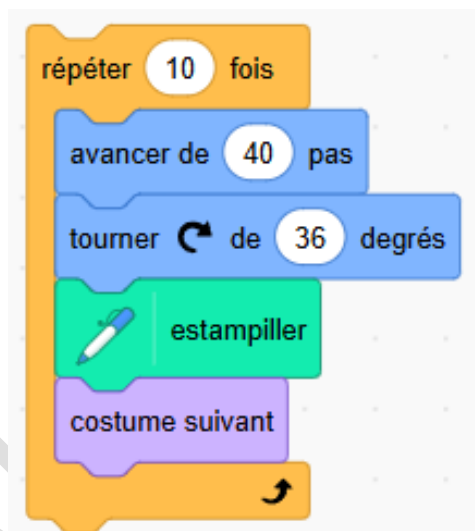 répéter 10 fois
avancer de 40 pas
tourner de 36 degrés
estampiller
costume suivant